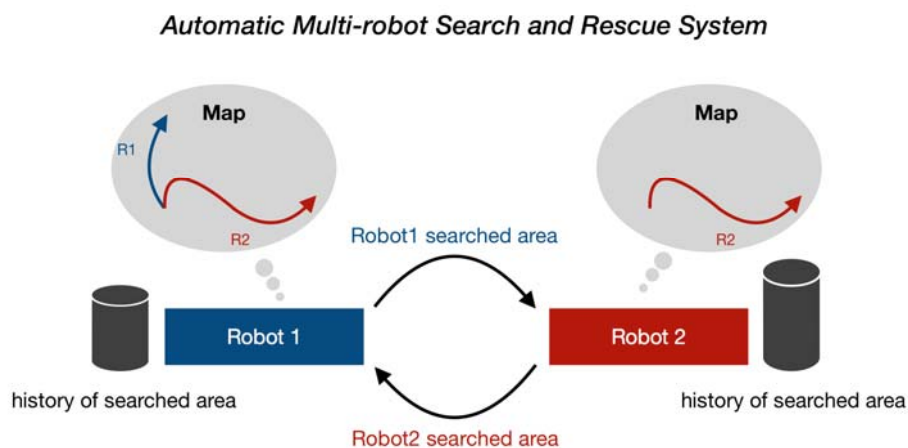 Automatic Multi-robot Search and Rescue System
Map
R1
R2
Map
R2
Robot1 searched area
Robot 1
Robot 2
history of searched area
history of searched area
Robot2 searched area